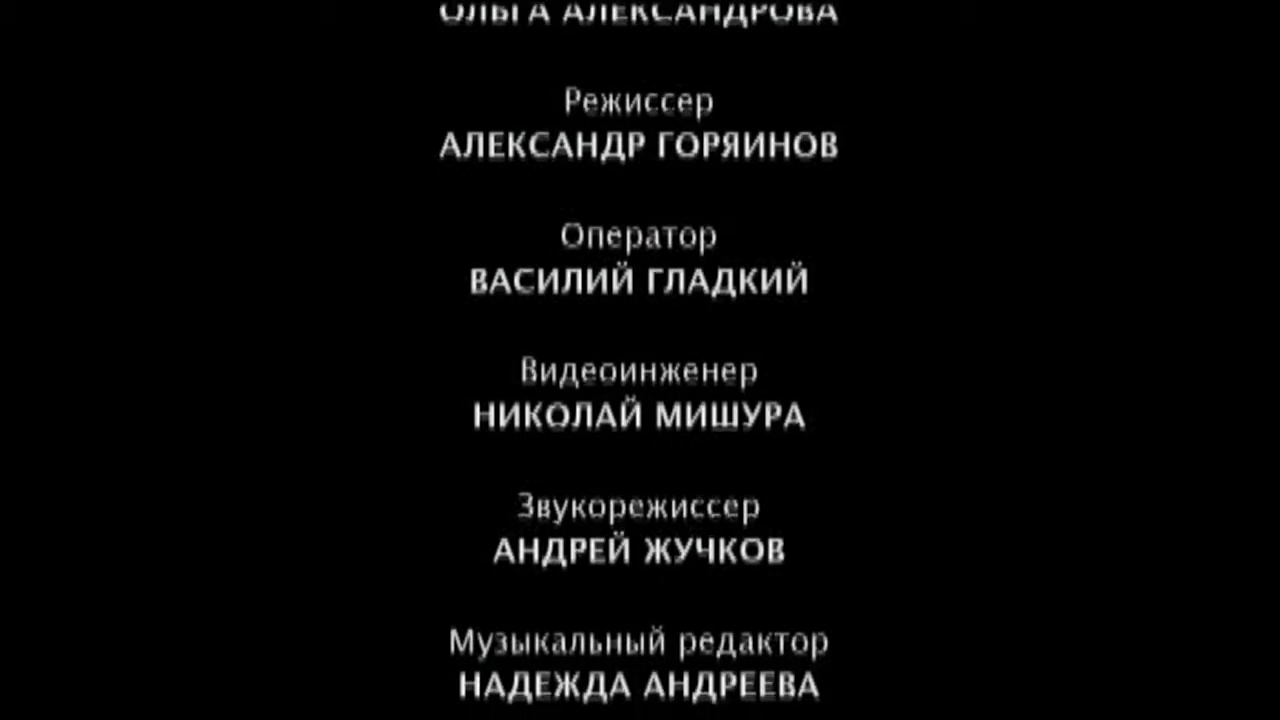 ОЛЬГА АЛЕКСАНДРОВА
Режиссер
АЛЕКСАНДР ГОРЯИНОВ
Оператор
ВАСИЛИЙ ГЛАДКИЙ
Видеоинженер
НИКОЛАЙ МИШУРА
Звукорежиссер
АНДРЕЙ ЖУЧКОВ
Музыкальный редактор
НАДЕЖДА АНДРЕЕВА